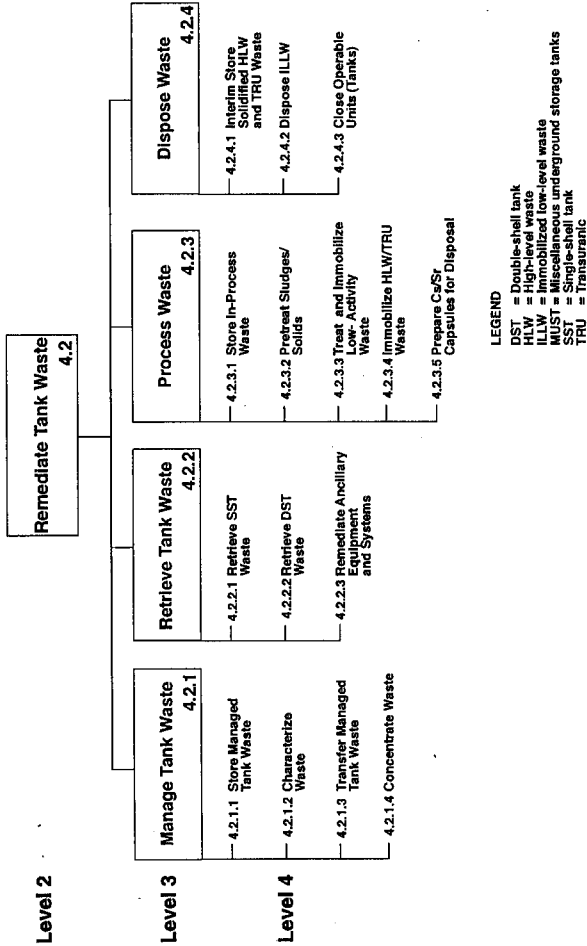 Level 2
Remediate Tank Waste
4.2
Level 3
Manage Tank Waste
4.2.1
Retrieve Tank Waste
4.2.2
Process Waste
4.2.3
Dispose Waste
4.2.4
Level 4
4.2.1.1 Store Managed
Tank Waste
4.2.1.2 Characterize
Waste
4.2.1.3 Transfer Managed
Tank Waste
4.2.1.4 Concentrate Waste
4.2.2.1 Retrieve SST
Waste
4.2.2.2 Retrieve DST
Waste
4.2.2.3 Remediate Ancillary
Equipment
and Systems
4.2.3.1 Store In-Process
Waste
4.2.3.2 Pretreat Sludges/
Solids
4.2.3.3 Treat and Immobilize
Low- Activity
Waste
4.2.3.4 Immobilize HLW/TRU
Waste
4.2.3.5 Prepare Cs/Sr
Capsules for Disposal
4.2.4.1 Interim Store
Solidified HLW
and TRU Waste
4.2.4.2 Dispose ILLW
4.2.4.3 Close Operable
Units (Tanks)
LEGEND
DST = Double-shell tank
HLW = High-level waste
ILLW = Immobilized low-level waste
MUST = Miscellaneous underground storage tanks
SST = Single-shell tank
TRU = Transuranic